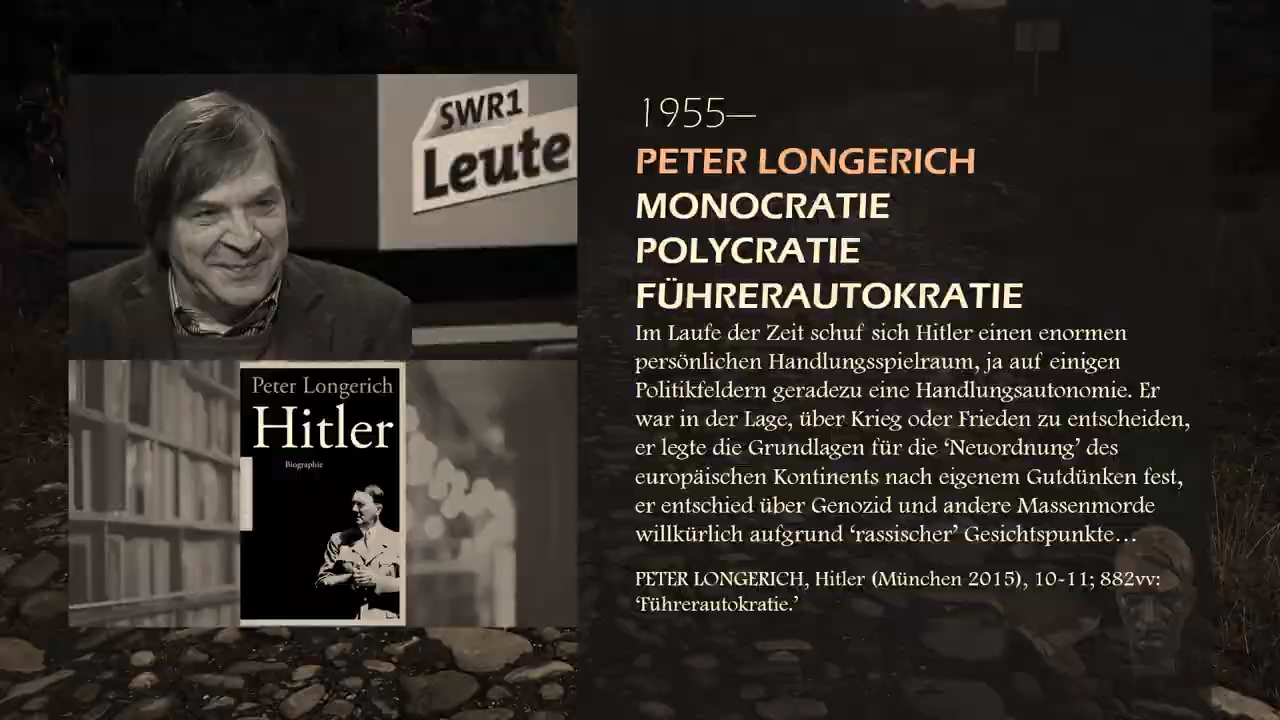 SWR1
Leute
Peter Longerich
Hitler
Biographie
1955—
PETER LONGERICH
MONOCRATIE
POLYCRATIE
FÜHRERAUTOKRATIE
Im Laufe der Zeit schuf sich Hitler einen enormen
persönlichen Handlungsspielraum, ja auf einigen
Politikfeldern geradezu eine Handlungsautonomie. Er
war in der Lage, über Krieg oder Frieden zu entscheiden,
er legte die Grundlagen für die ‘Neuordnung’ des
europäischen Kontinents nach eigenem Gutdünken fest,
er entschied über Genozid und andere Massenmorde
willkürlich aufgrund ‘rassischer’ Gesichtspunkte…
PETER LONGERICH, Hitler (München 2015), 10-11; 882vv:
‘Führerautokratie.’